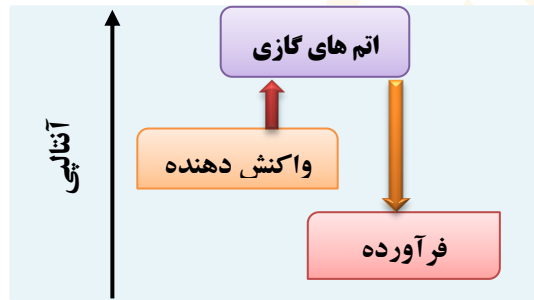 اتم های گازی
آنتالپی
واکنش دهنده
فرآورده